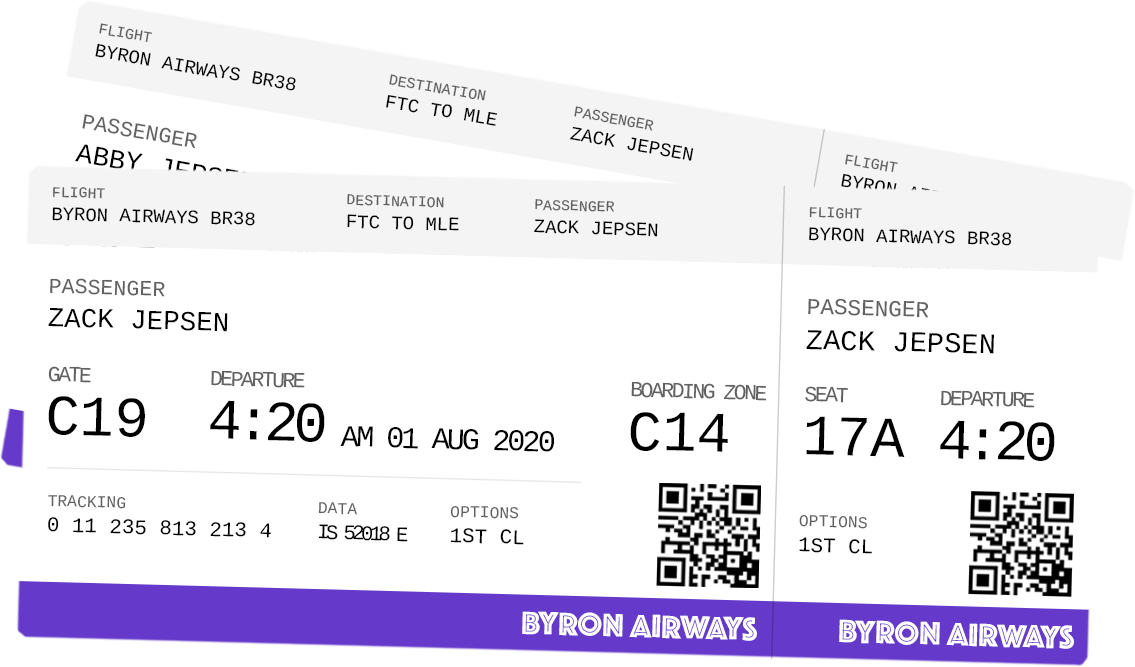 FLIGHT
BYRON AIRWAYS BR38
DESTINATION
FTC TO MLE
PASSENGER
ZACK JEPSEN
FLIGHT
BYRON
PASSENGER
ABBY JEPSEN
FLIGHT
BYRON AIRWAYS BR38
DESTINATION
FTC TO MLE
PASSENGER
ZACK JEPSEN
FLIGHT
BYRON AIRWAYS BR38
PASSENGER
ZACK JEPSEN
GATE
C19
DEPARTURE
4:20 AM 01 AUG 2020
BOARDING ZONE
C14
TRACKING
0 11 235 813 213 4
DATA
IS 52018 E
OPTIONS
1ST CL
BYRON AIRWAYS
PASSENGER
ZACK JEPSEN
SEAT
17A
DEPARTURE
4:20
OPTIONS
1ST CL
BYRON AIRWAYS